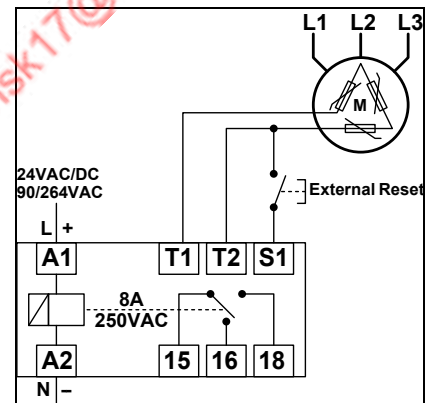 L1 L2 L3
M
24VAC/DC
90/264VAC
External Reset
L +
A1 T1 T2 S1
8A
250VAC
A2 15 16 18
N –